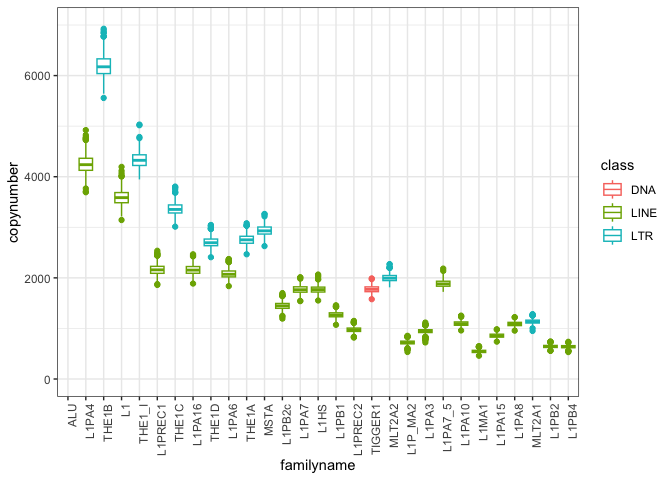 6000
4000
2000
0
copynumber
ALU
L1PA4
THE1B
L1
THE1_I
L1PREC1
THE1C
L1PA16
THE1D
L1PA6
THE1A
MSTA
L1PB2c
L1PA7
L1HS
L1PB1
L1PREC2
TIGGER1
MLT2A2
L1P_MA2
L1PA3
L1PA7_5
L1PA10
L1MA1
L1PA15
L1PA8
MLT2A1
L1PB2
L1PB4
familyname
class
DNA
LINE
LTR